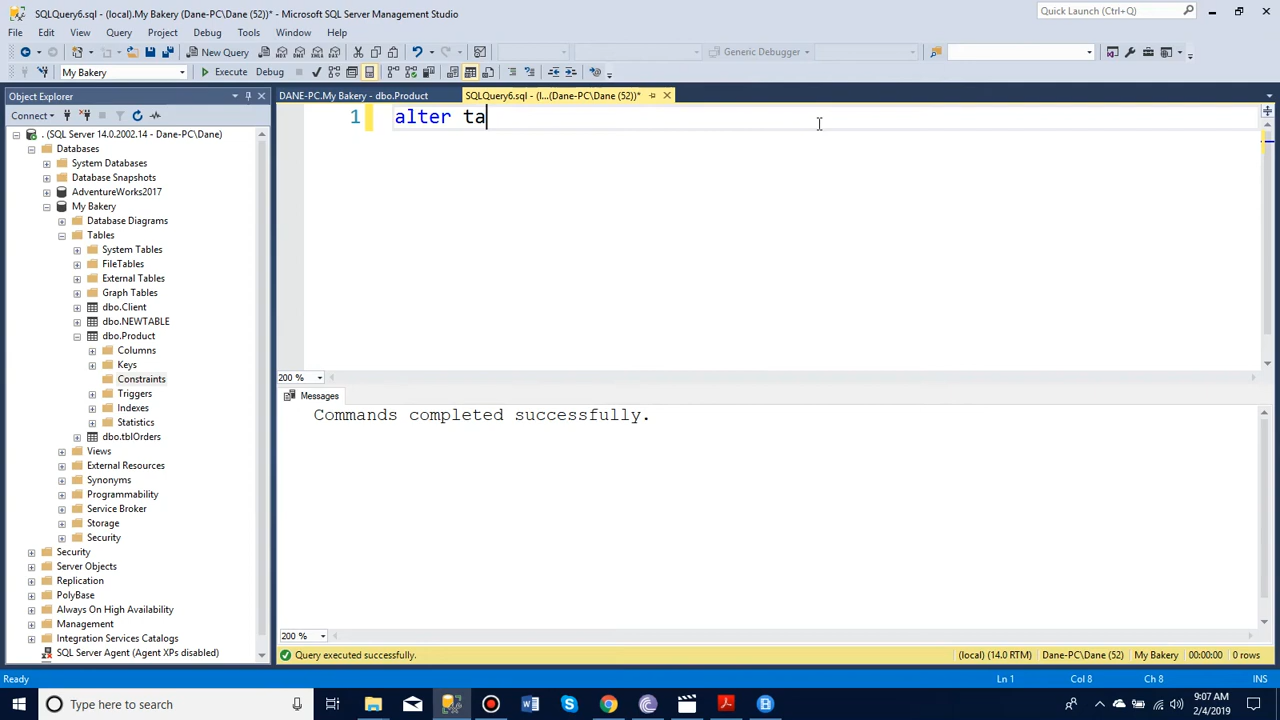 SQLQuery6.sql - (local).My Bakery (Dane-PC\Dane (52))* - Microsoft SQL Server Management Studio
Quick Launch (Ctrl+Q)
File Edit View Query Project Debug Tools Window Help
New Query
Generic Debugger
My Bakery
Execute Debug
Object Explorer
DANE-PC.My Bakery - dbo.Product
SQLQuery6.sql - (l...(Dane-PC\Dane (52))*
Connect
1 alter ta
. (SQL Server 14.0.2002.14 - Dane-PC\Dane)
Databases
System Databases
Database Snapshots
AdventureWorks2017
My Bakery
Database Diagrams
Tables
System Tables
FileTables
External Tables
Graph Tables
dbo.Client
dbo.NEWTABLE
dbo.Product
Columns
Keys
Constraints
Triggers
Indexes
Statistics
dbo.tblOrders
Views
External Resources
Synonyms
Programmability
Service Broker
Storage
Security
Security
Server Objects
Replication
PolyBase
Always On High Availability
Management
Integration Services Catalogs
SQL Server Agent (Agent XPs disabled)
200 %
Messages
Commands completed successfully.
200 %
Query executed successfully.
(local) (14.0 RTM) Dane-PC\Dane (52) My Bakery 00:00:00 0 rows
Ready
Ln 1 Col 8 Ch 8 INS
Type here to search
9:07 AM
2/4/2019